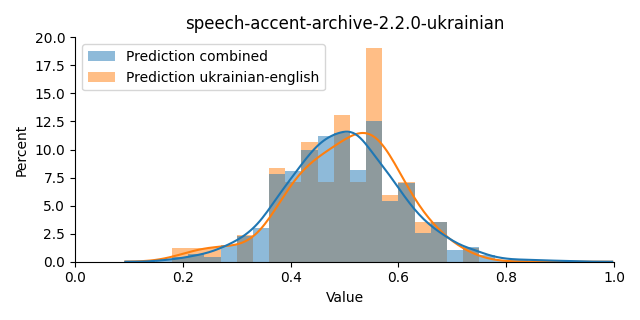 speech-accent-archive-2.2.0-ukrainian
20.0
17.5
15.0
12.5
10.0
7.5
5.0
2.5
0.0
Percent
Prediction combined
Prediction ukrainian-english
0.0 0.2 0.4 0.6 0.8 1.0
Value